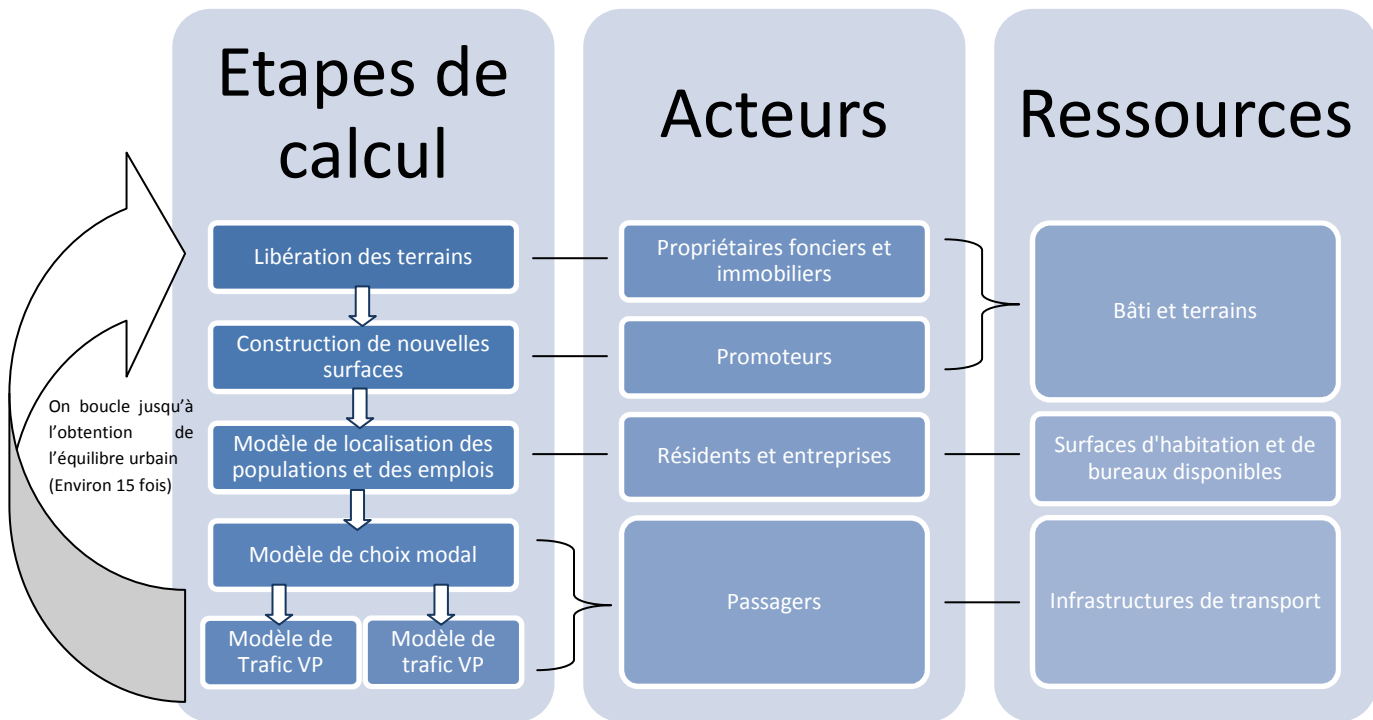 Etapes de
calcul
Acteurs
Ressources
Libération des terrains
Propriétaires fonciers et
immobiliers
Bâti et terrains
Construction de nouvelles
surfaces
Promoteurs
On boucle jusqu'à
l'obtention de
l'équilibre urbain
(Environ 15 fois)
Modèle de localisation des
populations et des emplois
Résidents et entreprises
Surfaces d'habitation et de
bureaux disponibles
Modèle de choix modal
Passagers
Infrastructures de transport
Modèle de
Trafic VP
Modèle de
trafic VP